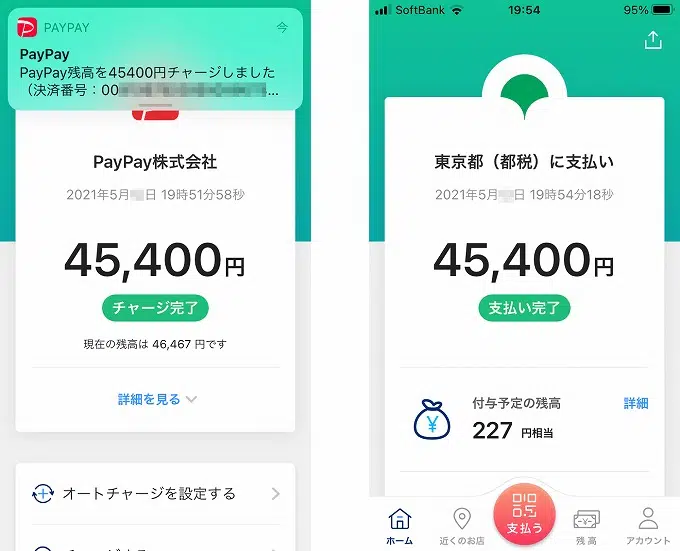 PAYPAY 今
PayPay
PayPay残高を45400円チャージしました
（決済番号：00
PayPay株式会社
2021年5月 日 19時51分58秒
45,400円
チャージ完了
現在の残高は 46,467 円です
詳細を見る
オートチャージを設定する
SoftBank 19:54 95%
東京都（都税）に支払い
2021年5月 日 19時54分18秒
45,400円
支払い完了
付与予定の残高 詳細
227 円相当
ホーム 近くのお店 支払う 残高 アカウント